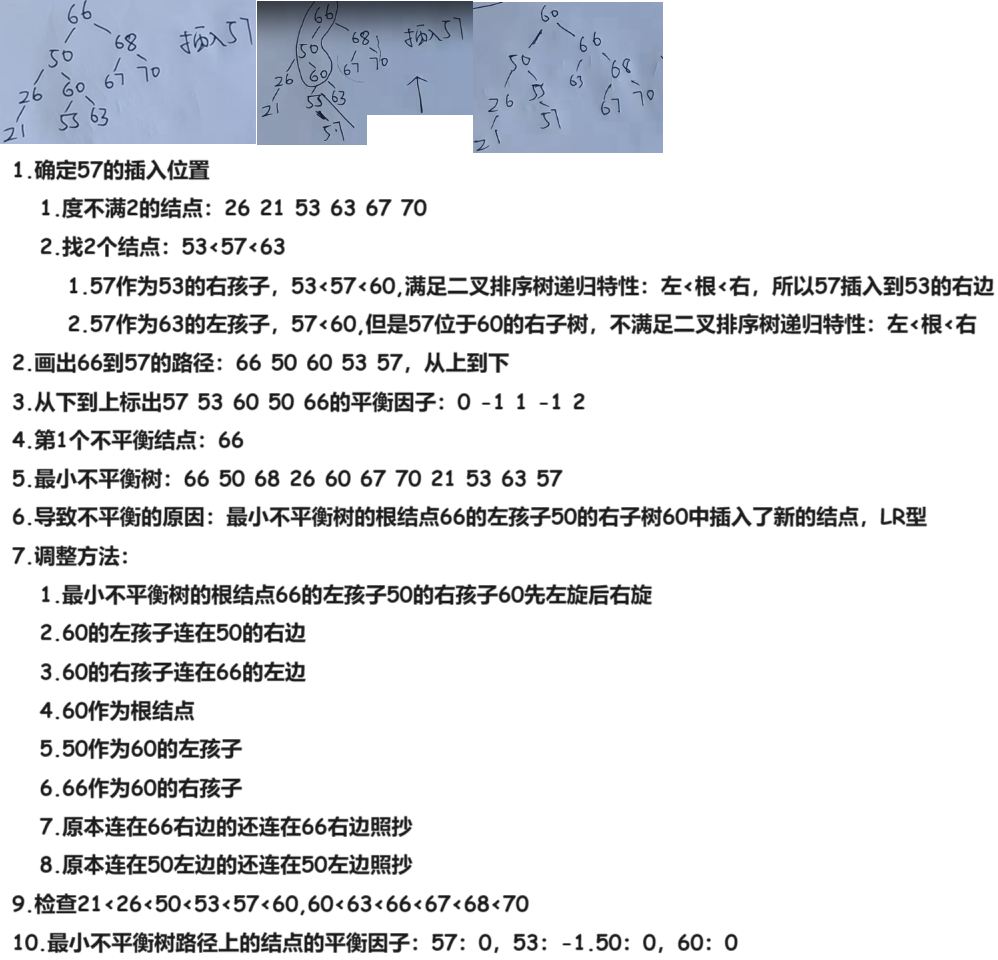 66
50 68 插入57
26 60 67 70
21 53 63
66
50 68 插入57
26 60 67 70
21 53 63
57
60
50 66
26 53 63 68
21 57 67 70
1.确定57的插入位置
1.度不满2的结点：26 21 53 63 67 70
2.找2个结点：53<57<63
1.57作为53的右孩子，53<57<60,满足二叉排序树递归特性：左<根<右，所以57插入到53的右边
2.57作为63的左孩子，57<60,但是57位于60的右子树，不满足二叉排序树递归特性：左<根<右
2.画出66到57的路径：66 50 60 53 57，从上到下
3.从下到上标出57 53 60 50 66的平衡因子：0 -1 1 -1 2
4.第1个不平衡结点：66
5.最小不平衡树：66 50 68 26 60 67 70 21 53 63 57
6.导致不平衡的原因：最小不平衡树的根结点66的左孩子50的右子树60中插入了新的结点，LR型
7.调整方法：
1.最小不平衡树的根结点66的左孩子50的右孩子60先左旋后右旋
2.60的左孩子连在50的右边
3.60的右孩子连在66的左边
4.60作为根结点
5.50作为60的左孩子
6.66作为60的右孩子
7.原本连在66右边的还连在66右边照抄
8.原本连在50左边的还连在50左边照抄
9.检查21<26<50<53<57<60,60<63<66<67<68<70
10.最小不平衡树路径上的结点的平衡因子：57：0，53：-1.50：0，60：0